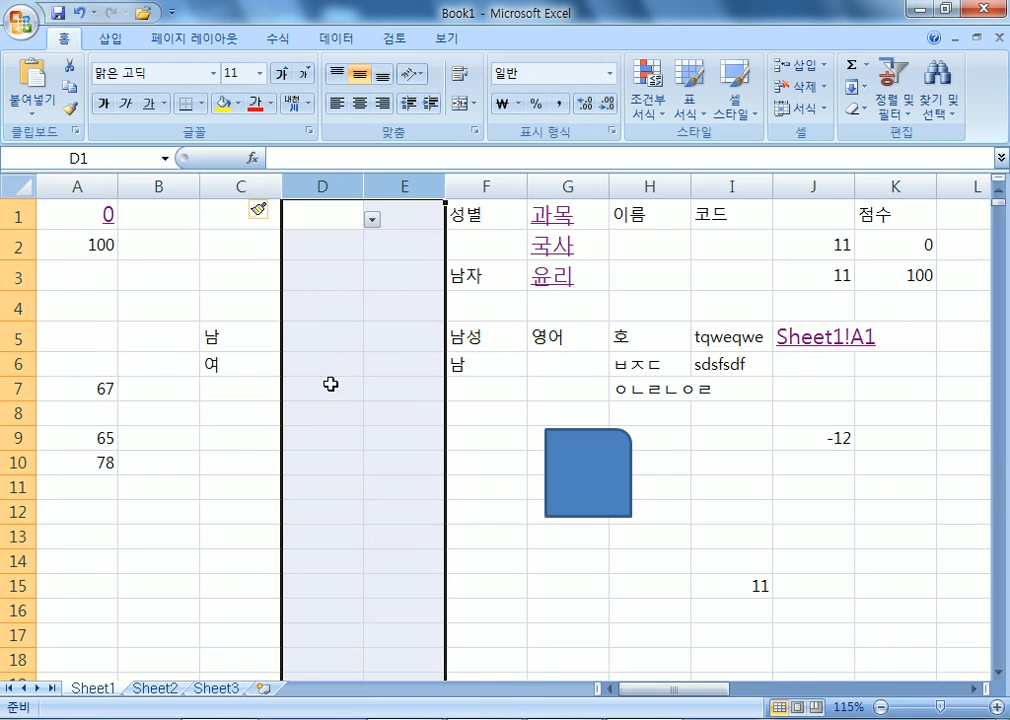 Book1 - Microsoft Excel
홈 삽입 페이지 레이아웃 수식 데이터 검토 보기
붙여넣기
맑은 고딕 11 가 가
가 가 가 가 내천
일반
₩ % ,
조건부 서식 표 서식 셀 스타일
삽입 삭제 서식
Σ 정렬 및 필터 찾기 및 선택
클립보드 글꼴 맞춤 표시 형식 스타일 셀 편집
D1 fx
A B C D E F G H I J K L
1 0 성별 과목 이름 코드 점수
2 100 국사 11 0
3 남자 윤리 11 100
4
5 남 남성 영어 호 tqweqwe Sheet1!A1
6 여 남 ㅂㅈㄷ sdsfsdf
7 67 ㅇㄴㄹㄴㅇㄹ
8
9 65 -12
10 78
11
12
13
14
15 11
16
17
18
Sheet1 Sheet2 Sheet3
준비 115%